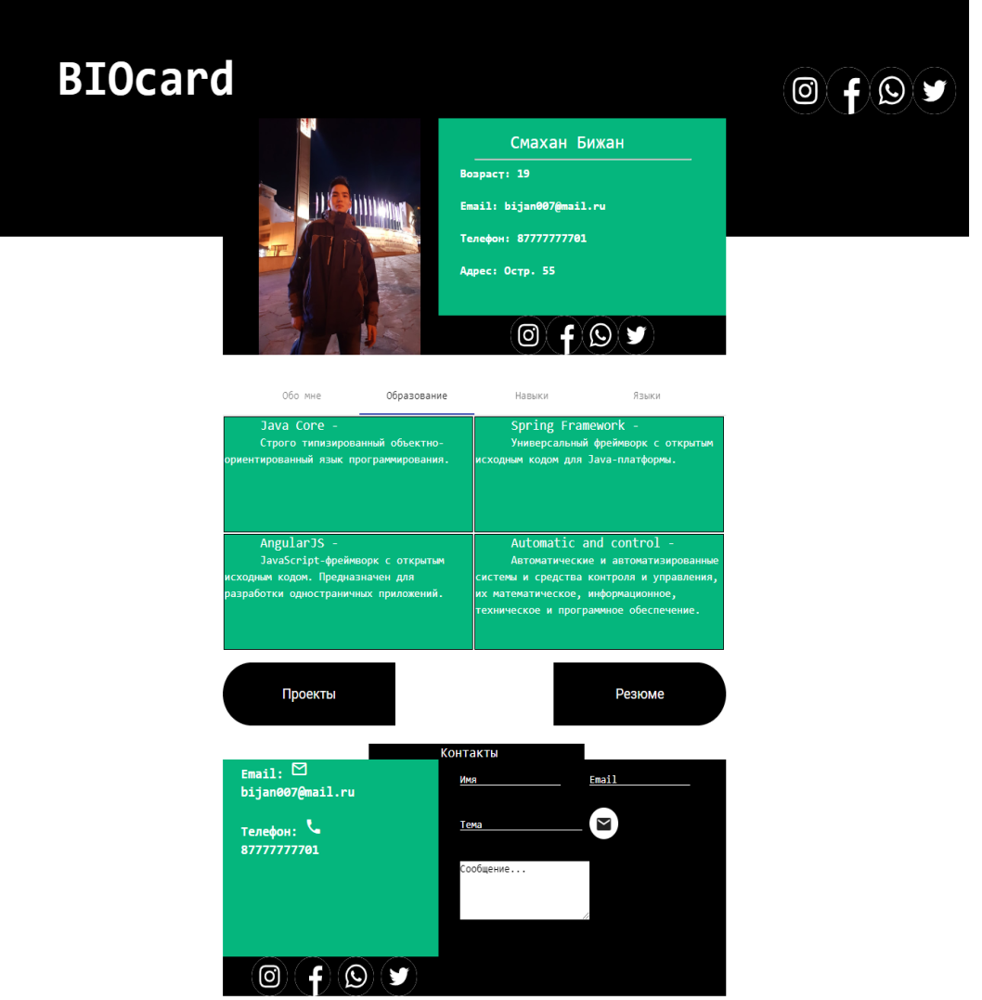 BIOcard
Смахан Бижан
Возраст: 19
Email: bijan007@mail.ru
Телефон: 87777777701
Адрес: Остр. 55
Обо мне
Образование
Навыки
Языки
Java Core -
Строго типизированный объектно-
ориентированный язык программирования.
Spring Framework -
Универсальный фреймворк с открытым
исходным кодом для Java-платформы.
AngularJS -
JavaScript-фреймворк с открытым
исходным кодом. Предназначен для
разработки одностраничных приложений.
Automatic and control -
Автоматические и автоматизированные
системы и средства контроля и управления,
их математическое, информационное,
техническое и программное обеспечение.
Проекты
Резюме
Контакты
Email:
bijan007@mail.ru
Телефон:
87777777701
Имя
Email
Тема
Сообщение...